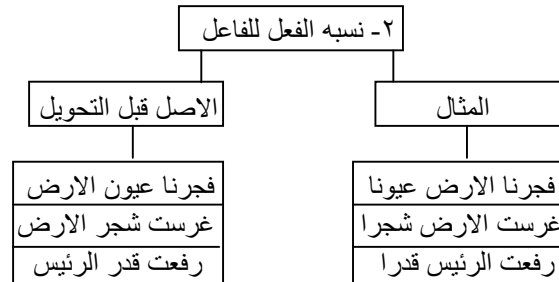 ٢- نسبه الفعل للفاعل
المثال
فجرنا الارض عيونا
غرست الارض شجرا
رفعت الرئيس قدرا
الاصل قبل التحويل
فجرنا عيون الارض
غرست شجر الارض
رفعت قدر الرئيس